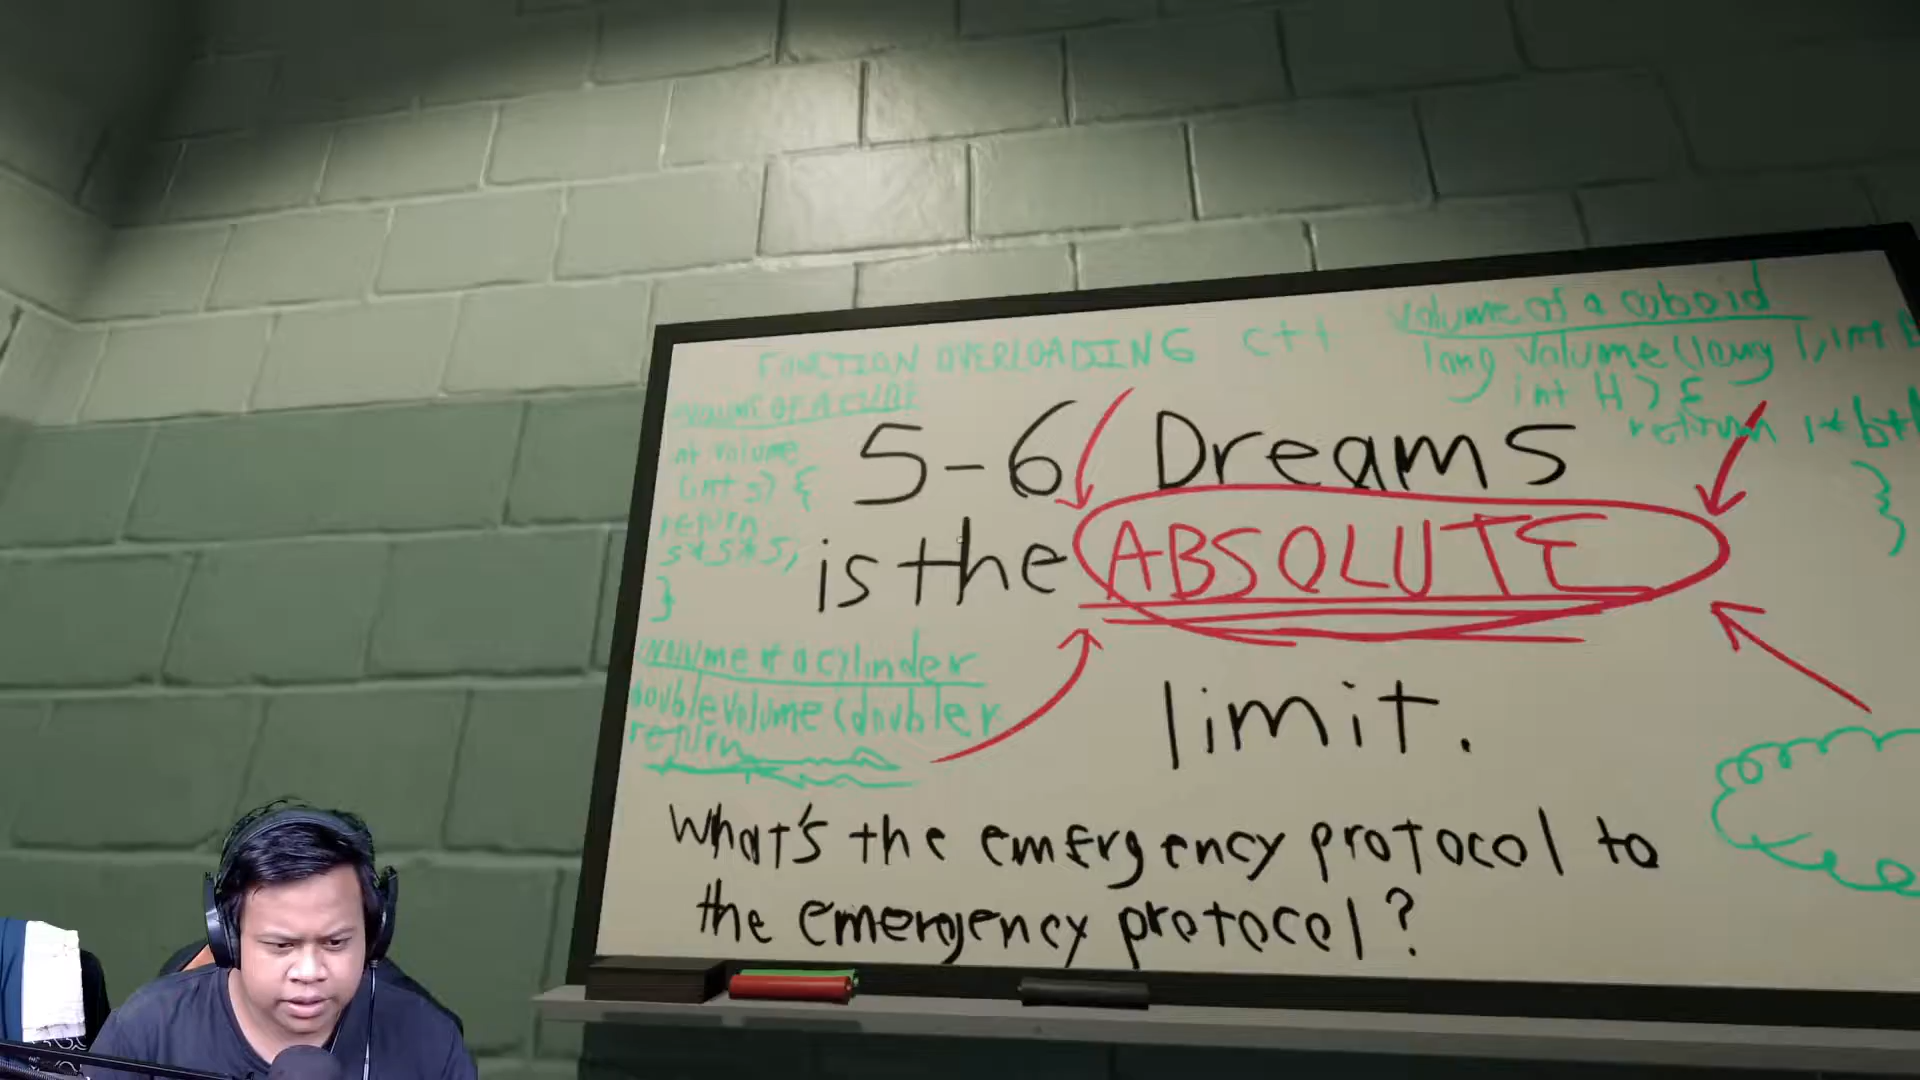 FUNCTION OVERLOADING C++
volume of a cuboid
long volume (long l, int
int H) {
return l*b*
}
VOLUME OF A CUBE
int volume
(int s) {
return
s*s*s;
}
5-6 Dreams
is the ABSOLUTE
limit.
volume of a cylinder
double volume (double r
return
What's the emergency protocol to
the emergency protocol?